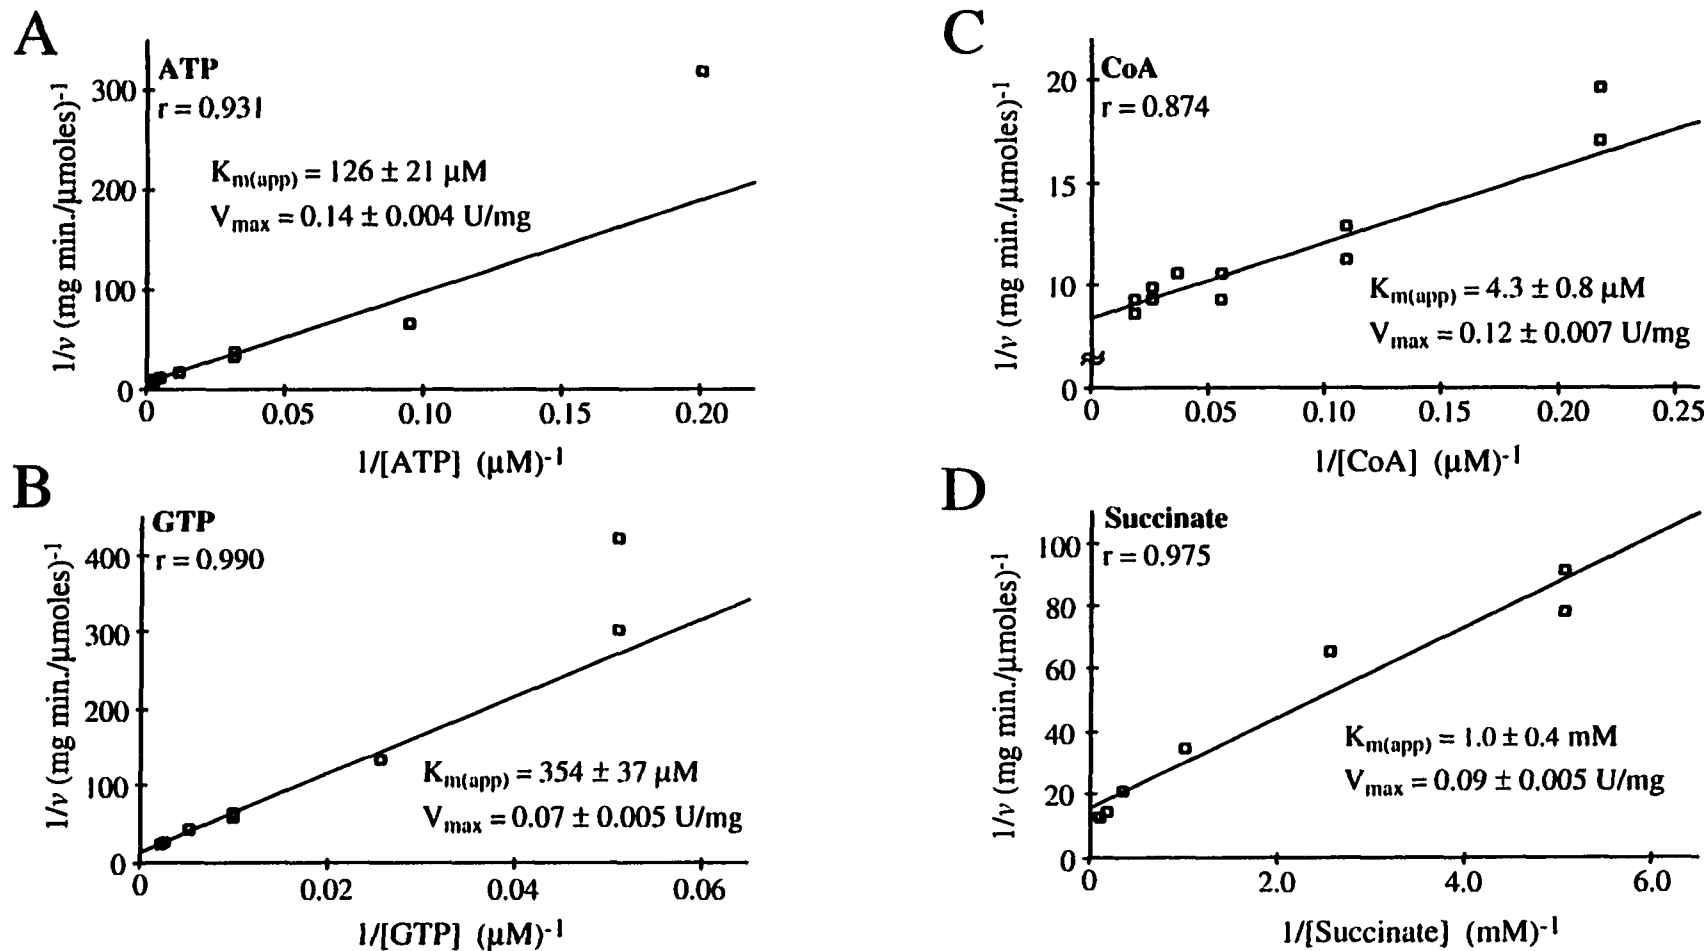 A
ATP
r = 0.931
K_m(app) = 126 ± 21 µM
V_max = 0.14 ± 0.004 U/mg
1/v (mg min./µmoles)^-1
300
200
100
0
0 0.05 0.10 0.15 0.20
1/[ATP] (µM)^-1
B
GTP
r = 0.990
K_m(app) = 354 ± 37 µM
V_max = 0.07 ± 0.005 U/mg
1/v (mg min./µmoles)^-1
400
300
200
100
0
0 0.02 0.04 0.06
1/[GTP] (µM)^-1
C
CoA
r = 0.874
K_m(app) = 4.3 ± 0.8 µM
V_max = 0.12 ± 0.007 U/mg
1/v (mg min./µmoles)^-1
20
15
10
0
0 0.05 0.10 0.15 0.20 0.25
1/[CoA] (µM)^-1
D
Succinate
r = 0.975
K_m(app) = 1.0 ± 0.4 mM
V_max = 0.09 ± 0.005 U/mg
1/v (mg min./µmoles)^-1
100
80
60
40
20
0
0 2.0 4.0 6.0
1/[Succinate] (mM)^-1